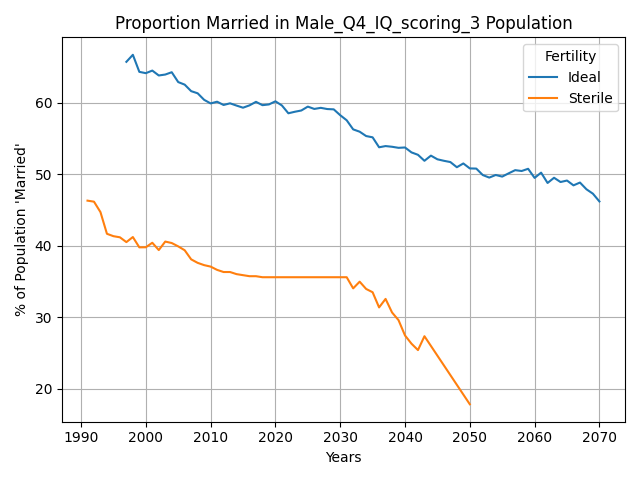 Proportion Married in Male_Q4_IQ_scoring_3 Population
Fertility
Ideal
Sterile
% of Population 'Married'
60
50
40
30
20
1990 2000 2010 2020 2030 2040 2050 2060 2070
Years